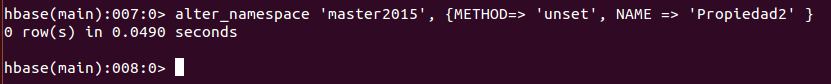 hbase(main):007:0> alter_namespace 'master2015', {METHOD=> 'unset', NAME => 'Propiedad2' }
0 row(s) in 0.0490 seconds
hbase(main):008:0>